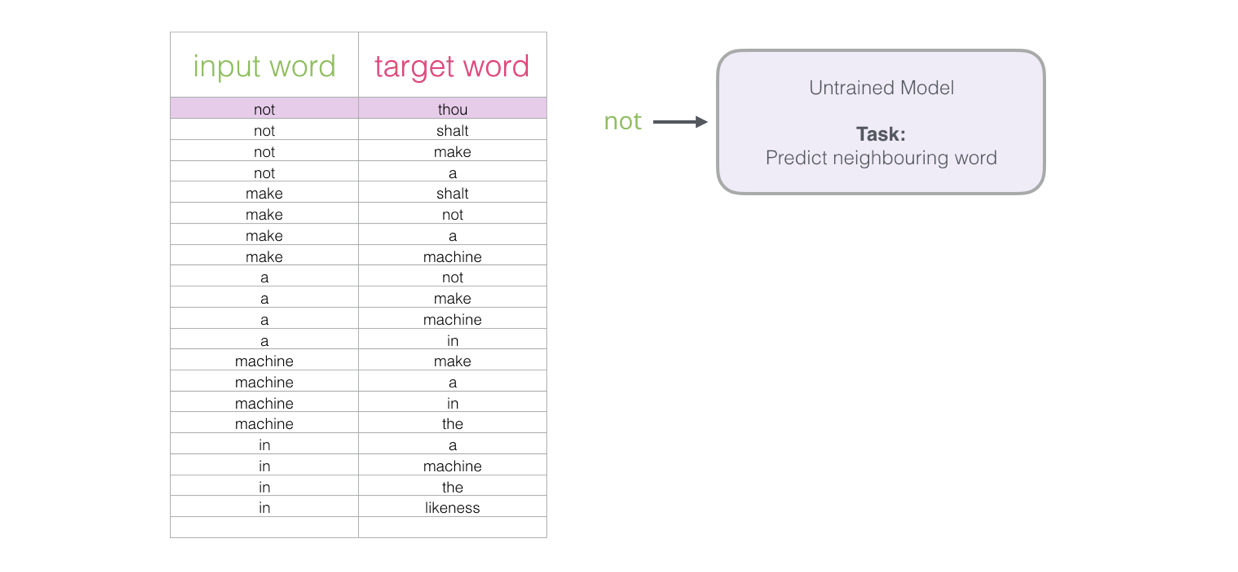 input word target word
not thou
not shalt
not make
not a
make shalt
make not
make a
make machine
a not
a make
a machine
a in
machine make
machine a
machine in
machine the
in a
in machine
in the
in likeness
not
Untrained Model
Task:
Predict neighbouring word